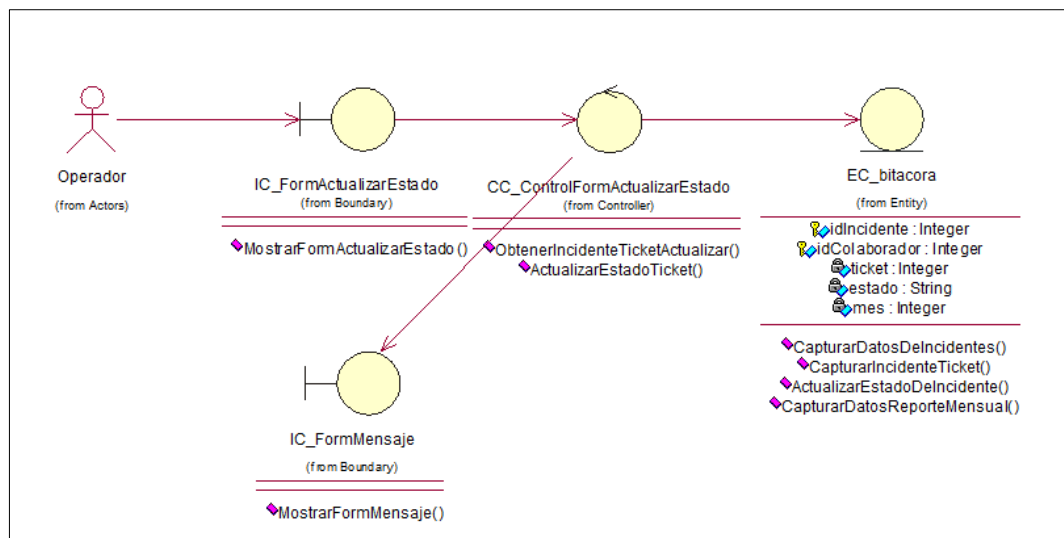 Operador
(from Actors)
IC_FormActualizarEstado
(from Boundary)
MostrarFormActualizarEstado()
CC_ControlFormActualizarEstado
(from Controller)
ObtenerIncidenteTicketActualizar()
ActualizarEstadoTicket()
EC_bitacora
(from Entity)
idIncidente : Integer
idColaborador : Integer
ticket : Integer
estado : String
mes : Integer
CapturarDatosDeIncidentes()
CapturarIncidenteTicket()
ActualizarEstadoDeIncidente()
CapturarDatosReporteMensual()
IC_FormMensaje
(from Boundary)
MostrarFormMensaje()